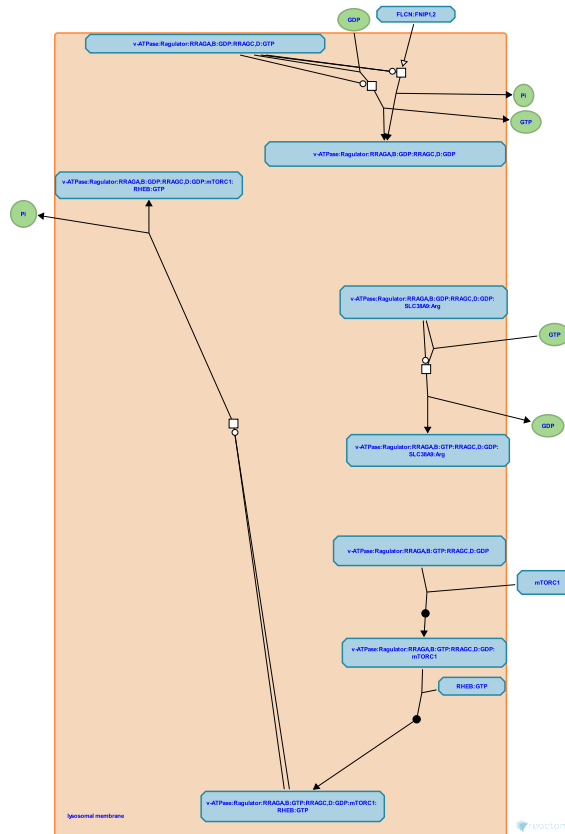 GDP
FLCN:FNIP1,2
v-ATPase:Ragulator:RRAGA,B:GDP:RRAGC,D:GTP
Pi
GTP
v-ATPase:Ragulator:RRAGA,B:GDP:RRAGC,D:GDP
v-ATPase:Ragulator:RRAGA,B:GDP:RRAGC,D:GDP:mTORC1:
RHEB:GTP
Pi
v-ATPase:Ragulator:RRAGA,B:GDP:RRAGC,D:GDP:
SLC38A9:Arg
GTP
GDP
v-ATPase:Ragulator:RRAGA,B:GTP:RRAGC,D:GDP:
SLC38A9:Arg
v-ATPase:Ragulator:RRAGA,B:GTP:RRAGC,D:GDP
mTORC1
v-ATPase:Ragulator:RRAGA,B:GTP:RRAGC,D:GDP:
mTORC1
RHEB:GTP
v-ATPase:Ragulator:RRAGA,B:GTP:RRAGC,D:GDP:mTORC1:
RHEB:GTP
lysosomal membrane